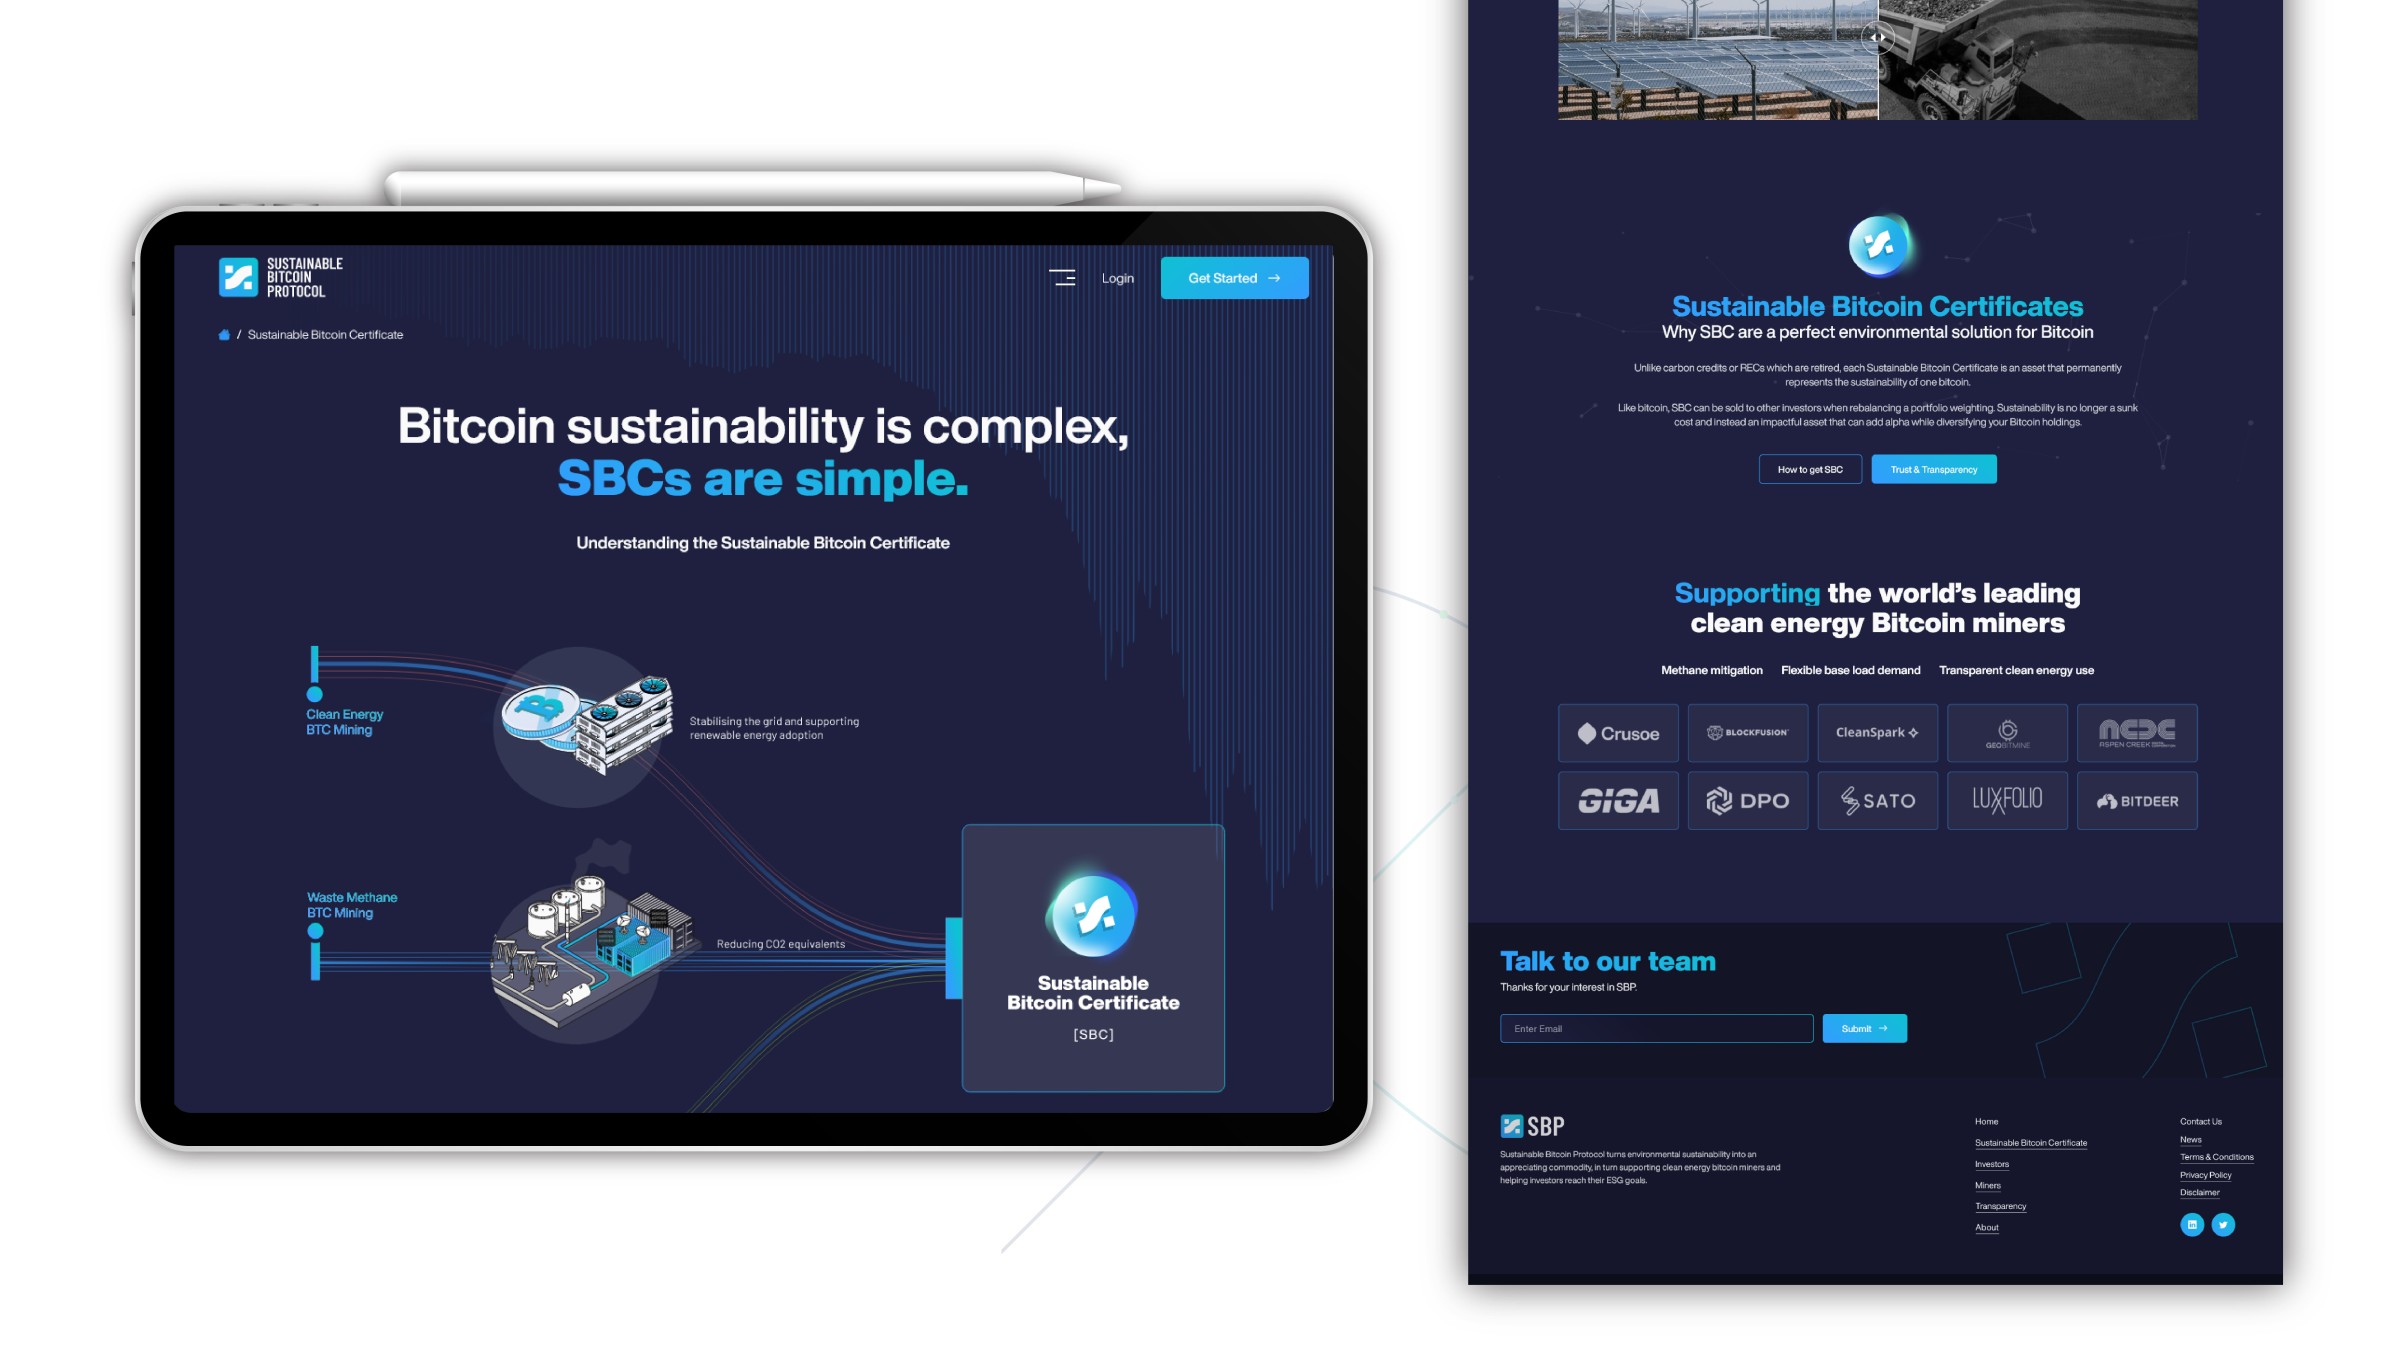 SUSTAINABLE
BITCOIN
PROTOCOL
Login
Get Started
/ Sustainable Bitcoin Certificate
Bitcoin sustainability is complex,
SBCs are simple.
Understanding the Sustainable Bitcoin Certificate
Clean Energy
BTC Mining
Stabilising the grid and supporting
renewable energy adoption
Waste Methane
BTC Mining
Reducing CO2 equivalents
Sustainable
Bitcoin Certificate
[SBC]
Sustainable Bitcoin Certificates
Why SBC are a perfect environmental solution for Bitcoin
Unlike carbon credits or RECs which are retired, each Sustainable Bitcoin Certificate is an asset that permanently
represents the sustainability of one bitcoin.
Like bitcoin, SBC can be sold to other investors when rebalancing a portfolio weighting. Sustainability is no longer a sunk
cost and instead an impactful asset that can add alpha while diversifying your Bitcoin holdings.
How to get SBC
Trust & Transparency
Supporting the world's leading
clean energy Bitcoin miners
Methane mitigation
Flexible base load demand
Transparent clean energy use
Crusoe
BLOCKFUSION
CleanSpark
GEOBITMINE
ACDC
ASPEN CREEK
GIGA
DPO
SATO
LUXXFOLIO
BITDEER
Talk to our team
Thanks for your interest in SBP.
Enter Email
Submit
SBP
Sustainable Bitcoin Protocol turns environmental sustainability into an
appreciating commodity, in turn supporting clean energy bitcoin miners and
helping investors reach their ESG goals.
Home
Sustainable Bitcoin Certificate
Investors
Miners
Transparency
About
Contact Us
News
Terms & Conditions
Privacy Policy
Disclaimer